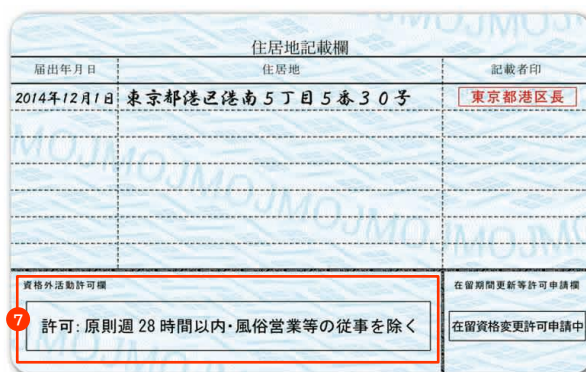 住居地記載欄
届出年月日 住居地 記載者印
2014年12月1日 東京都港区港南5丁目5番30号 東京都港区長
MOJMOJMOJMOJMOJMOJ
資格外活動許可欄 在留期間更新等許可申請欄
7 許可: 原則週 28 時間以内・風俗営業等の従事を除く 在留資格変更許可申請中